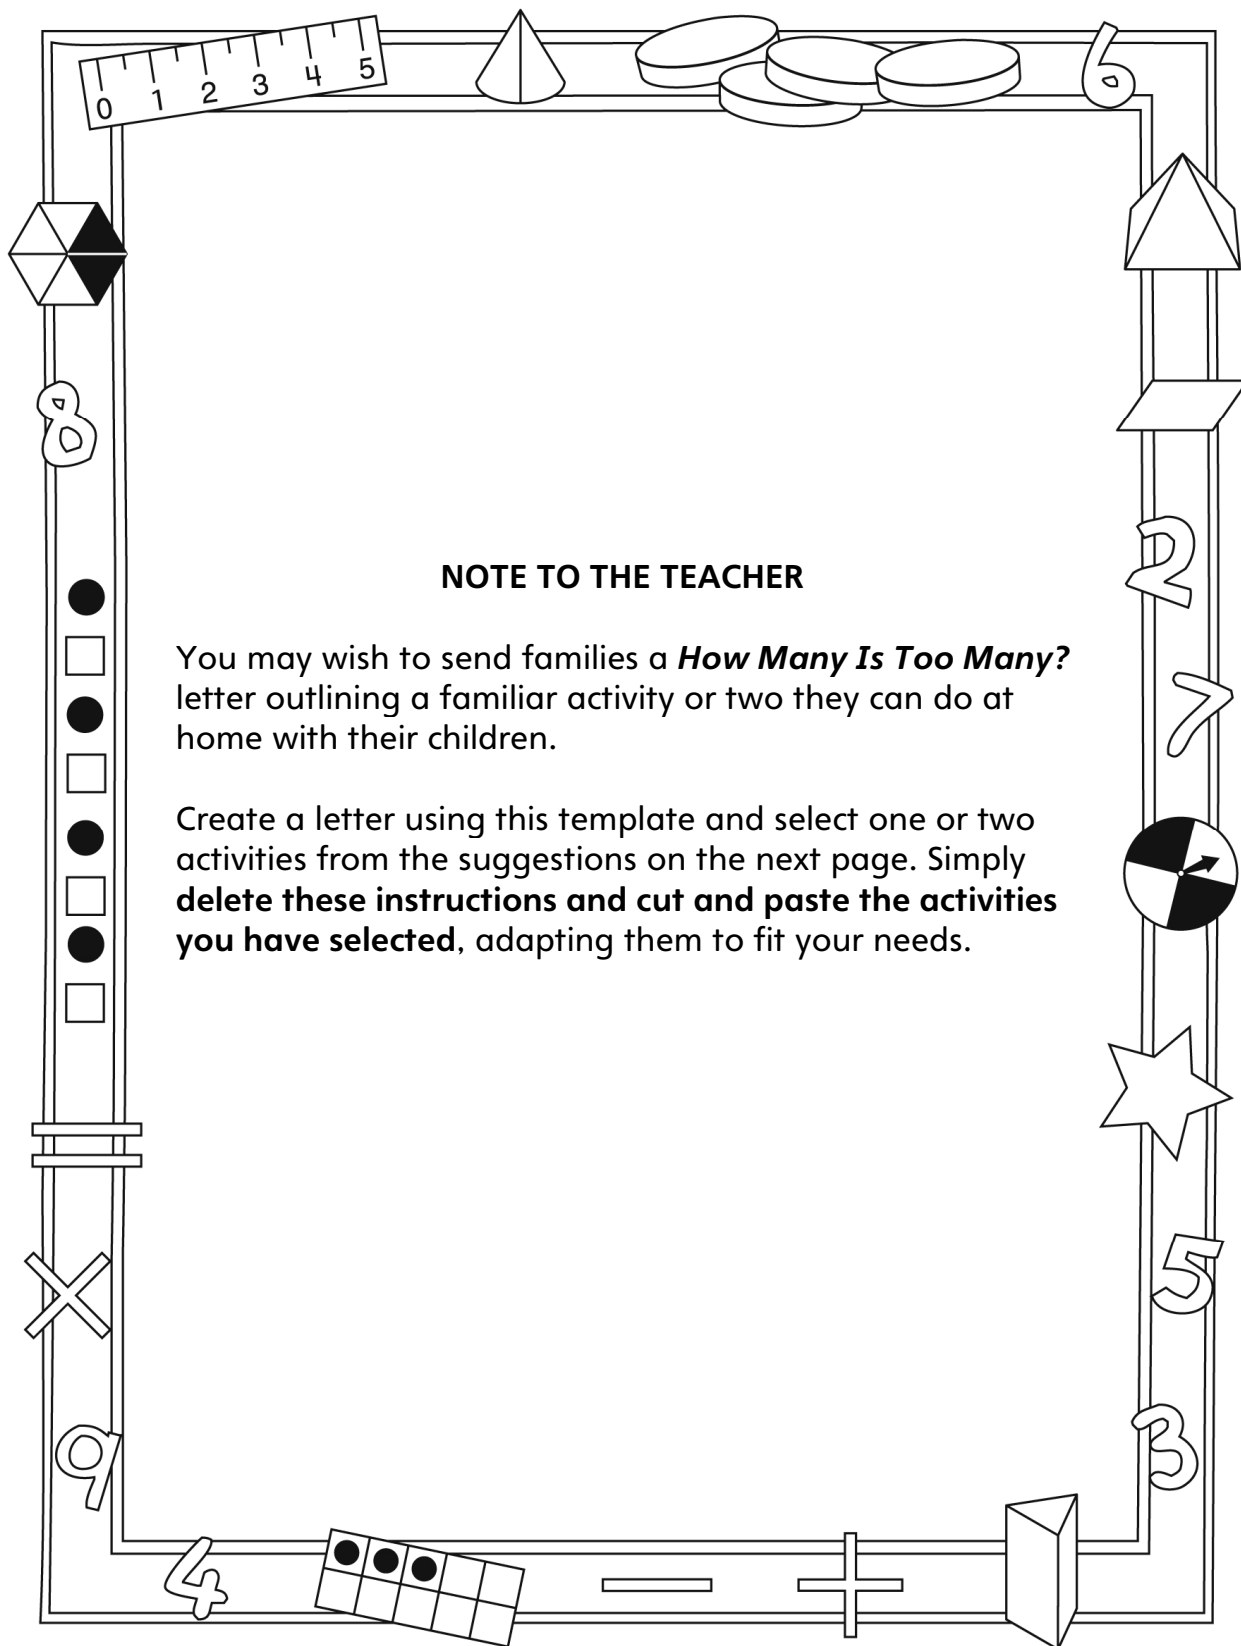 0 1 2 3 4 5
6
8
2
7
5
3
9
4
NOTE TO THE TEACHER
You may wish to send families a How Many Is Too Many?
letter outlining a familiar activity or two they can do at
home with their children.
Create a letter using this template and select one or two
activities from the suggestions on the next page. Simply
delete these instructions and cut and paste the activities
you have selected, adapting them to fit your needs.